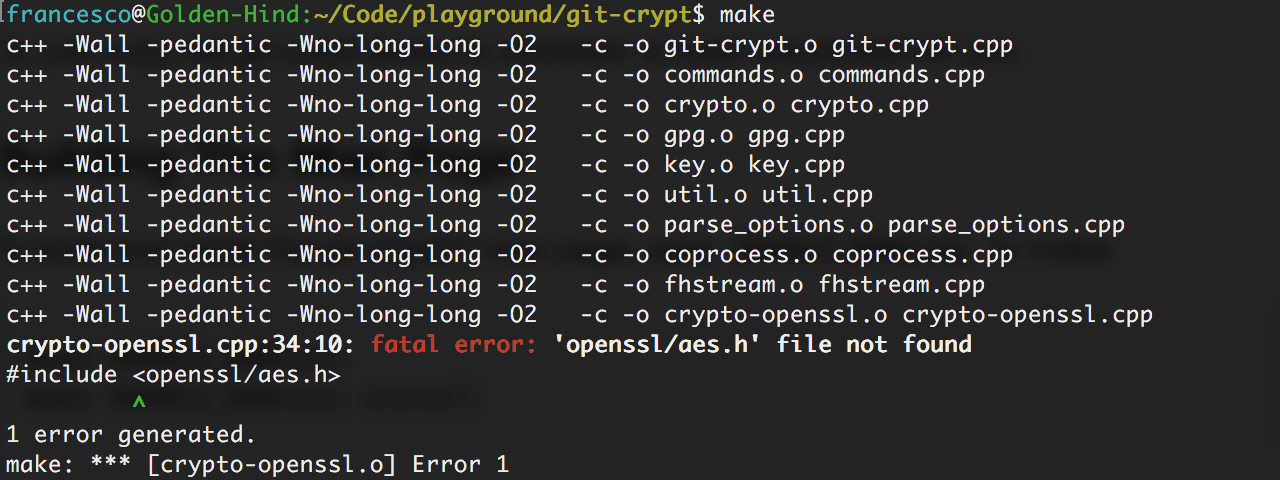 francesco@Golden-Hind:~/Code/playground/git-crypt$ make
c++ -Wall -pedantic -Wno-long-long -O2   -c -o git-crypt.o git-crypt.cpp
c++ -Wall -pedantic -Wno-long-long -O2   -c -o commands.o commands.cpp
c++ -Wall -pedantic -Wno-long-long -O2   -c -o crypto.o crypto.cpp
c++ -Wall -pedantic -Wno-long-long -O2   -c -o gpg.o gpg.cpp
c++ -Wall -pedantic -Wno-long-long -O2   -c -o key.o key.cpp
c++ -Wall -pedantic -Wno-long-long -O2   -c -o util.o util.cpp
c++ -Wall -pedantic -Wno-long-long -O2   -c -o parse_options.o parse_options.cpp
c++ -Wall -pedantic -Wno-long-long -O2   -c -o coprocess.o coprocess.cpp
c++ -Wall -pedantic -Wno-long-long -O2   -c -o fhstream.o fhstream.cpp
c++ -Wall -pedantic -Wno-long-long -O2   -c -o crypto-openssl.o crypto-openssl.cpp
crypto-openssl.cpp:34:10: fatal error: 'openssl/aes.h' file not found
#include <openssl/aes.h>
         ^
1 error generated.
make: *** [crypto-openssl.o] Error 1